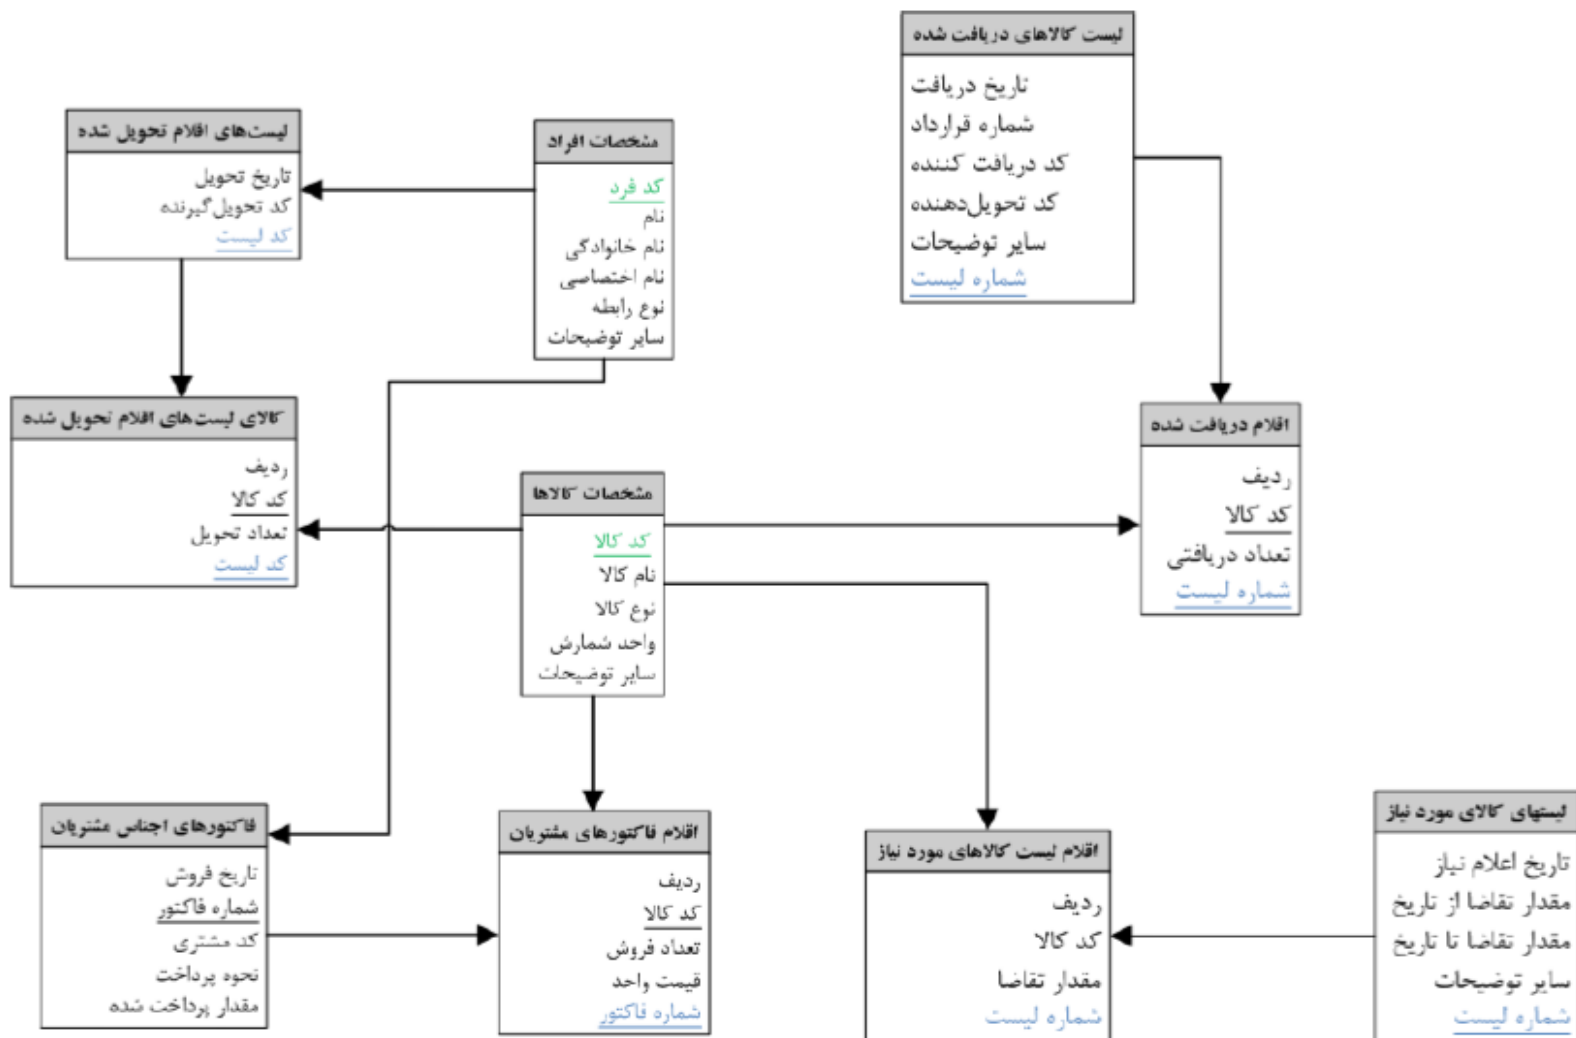 لیست کالاهای دریافت شده
تاریخ دریافت
شماره قرارداد
کد دریافت کننده
کد تحویل‌دهنده
سایر توضیحات
شماره لیست
مشخصات افراد
کد فرد
نام
نام خانوادگی
نام اختصاصی
نوع رابطه
سایر توضیحات
لیست‌های اقلام تحویل شده
تاریخ تحویل
کد تحویل‌گیرنده
کد لیست
اقلام دریافت شده
ردیف
کد کالا
تعداد دریافتی
شماره لیست
مشخصات کالاها
کد کالا
نام کالا
نوع کالا
واحد شمارش
سایر توضیحات
کالای لیست‌های اقلام تحویل شده
ردیف
کد کالا
تعداد تحویل
کد لیست
لیستهای کالای مورد نیاز
تاریخ اعلام نیاز
مقدار تقاضا از تاریخ
مقدار تقاضا تا تاریخ
سایر توضیحات
شماره لیست
اقلام لیست کالاهای مورد نیاز
ردیف
کد کالا
مقدار تقاضا
شماره لیست
اقلام فاکتورهای مشتریان
ردیف
کد کالا
تعداد فروش
قیمت واحد
شماره فاکتور
فاکتورهای اجناس مشتریان
تاریخ فروش
شماره فاکتور
کد مشتری
نحوه پرداخت
مقدار پرداخت شده